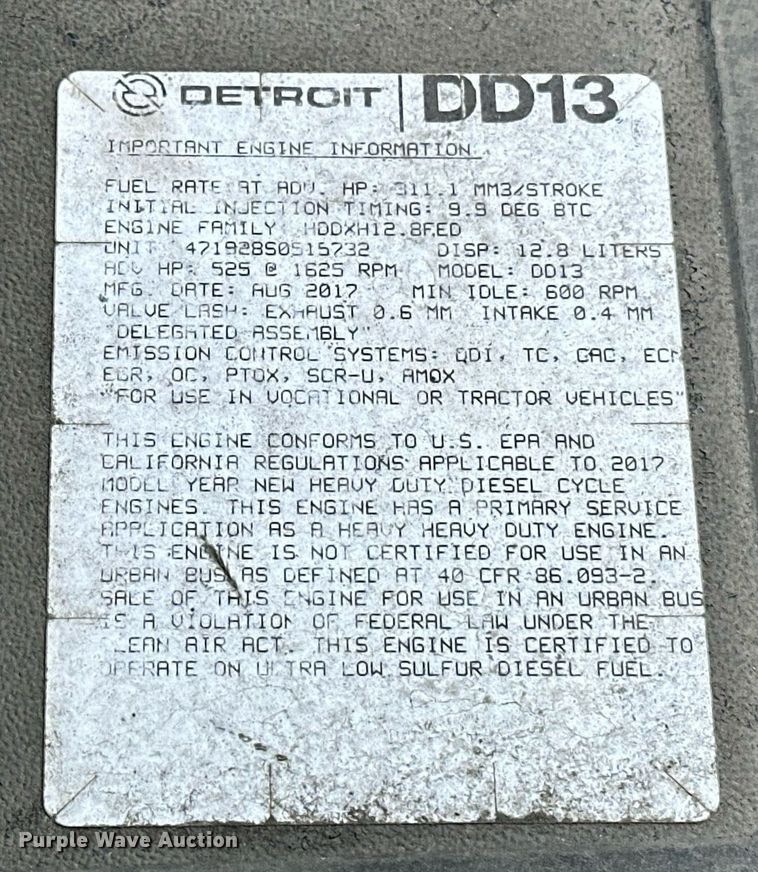 DETROIT DD13
IMPORTANT ENGINE INFORMATION
FUEL RATE AT ADV. HP: 311.1 MM3/STROKE
INITIAL INJECTION TIMING: 9.9 DEG BTC
ENGINE FAMILY HDDXH12.8FED
UNIT 471928S0515732 DISP: 12.8 LITERS
ADV HP: 525 @ 1625 RPM MODEL: DD13
MFG. DATE: AUG 2017 MIN IDLE: 600 RPM
VALVE LASH: EXHAUST 0.6 MM INTAKE 0.4 MM
"DELEGATED ASSEMBLY"
EMISSION CONTROL SYSTEMS: DDI, TC, CAC, ECM
EGR, OC, PTOX, SCR-U, AMOX
"FOR USE IN VOCATIONAL OR TRACTOR VEHICLES"
THIS ENGINE CONFORMS TO U.S. EPA AND
CALIFORNIA REGULATIONS APPLICABLE TO 2017
MODEL YEAR NEW HEAVY DUTY DIESEL CYCLE
ENGINES. THIS ENGINE HAS A PRIMARY SERVICE
APPLICATION AS A HEAVY HEAVY DUTY ENGINE.
THIS ENGINE IS NOT CERTIFIED FOR USE IN AN
URBAN BUS AS DEFINED AT 40 CFR 86.093-2.
SALE OF THIS ENGINE FOR USE IN AN URBAN BUS
IS A VIOLATION OF FEDERAL LAW UNDER THE
CLEAN AIR ACT. THIS ENGINE IS CERTIFIED TO
OPERATE ON ULTRA LOW SULFUR DIESEL FUEL.
Purple Wave Auction